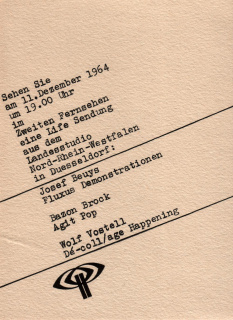 Sehen Sie
am 11.Dezember 1964
um 19.00 Uhr
im
Zweiten Fernsehen
eine Life Sendung
aus dem
Landesstudio
Nord-Rhein-Westfalen
in Duesseldorf:
Josef Beuys
Fluxus Demonstrationen
Bazon Brock
Agit Pop
Wolf Vostell
Dé-coll/age Happening